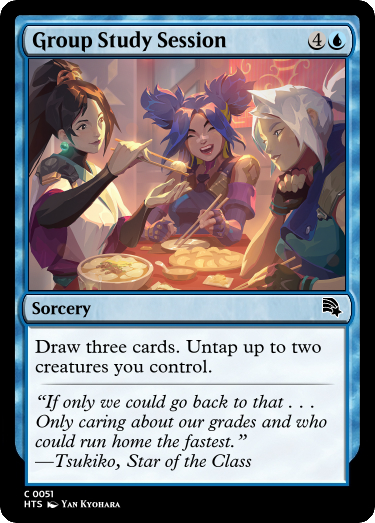 Group Study Session 4
Sorcery
Draw three cards. Untap up to two
creatures you control.
“If only we could go back to that . . .
Only caring about our grades and who
could run home the fastest.”
—Tsukiko, Star of the Class
C 0051
HTS Yan Kyohara